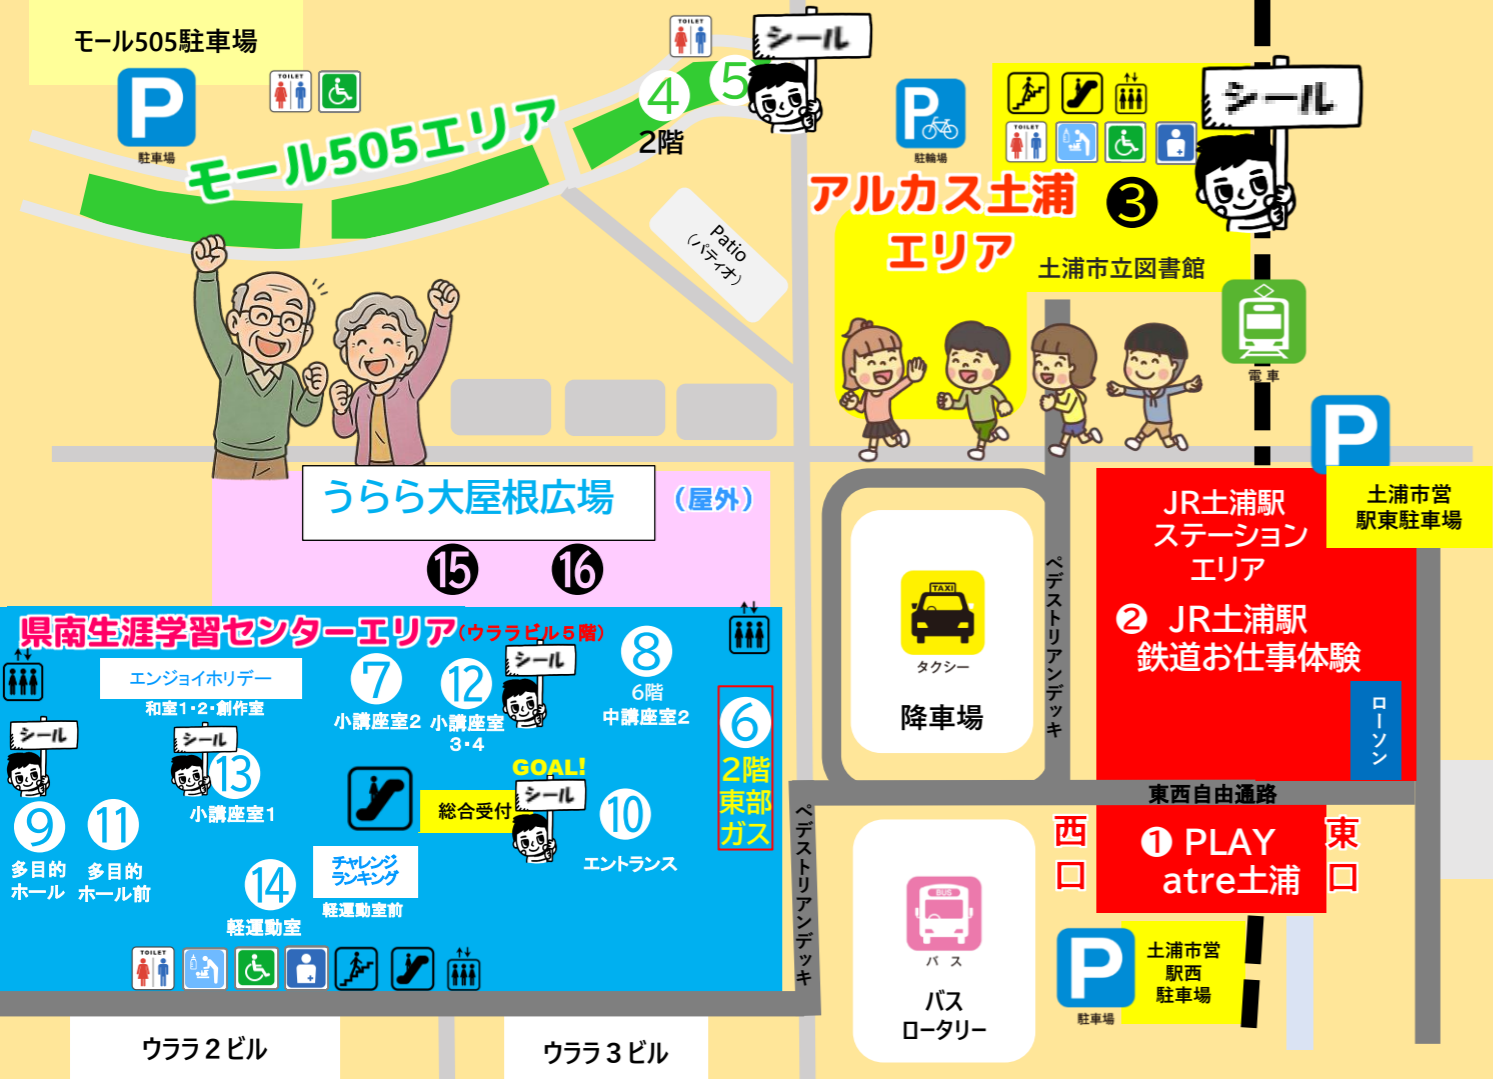 モール505駐車場
P
駐車場
TOILET
モール505エリア
TOILET
④
⑤
2階
シール
P
駐輪場
TOILET
シール
アルカス土浦
エリア
❸
土浦市立図書館
Patio
(パティオ)
電車
P
土浦市営
駅東駐車場
うらら大屋根広場
(屋外)
⓯
⓰
県南生涯学習センターエリア(ウララビル5階)
エンジョイホリデー
和室1・2・創作室
⑦
小講座室2
⑫
小講座室
3・4
シール
⑧
6階
中講座室2
⑥
2階
東部
ガス
シール
⑨
多目的
ホール
⑪
多目的
ホール前
シール
⑬
小講座室1
GOAL!
総合受付
シール
⑩
エントランス
⑭
軽運動室
チャレンジ
ランキング
軽運動室前
TOILET
ウララ2ビル
ウララ3ビル
ペデストリアンデッキ
TAXI
タクシー
降車場
ペデストリアンデッキ
JR土浦駅
ステーション
エリア
❷ JR土浦駅
鉄道お仕事体験
ローソン
東西自由通路
西口
❶ PLAY
atre土浦
東口
BUS
バス
バス
ロータリー
P
駐車場
土浦市営
駅西
駐車場